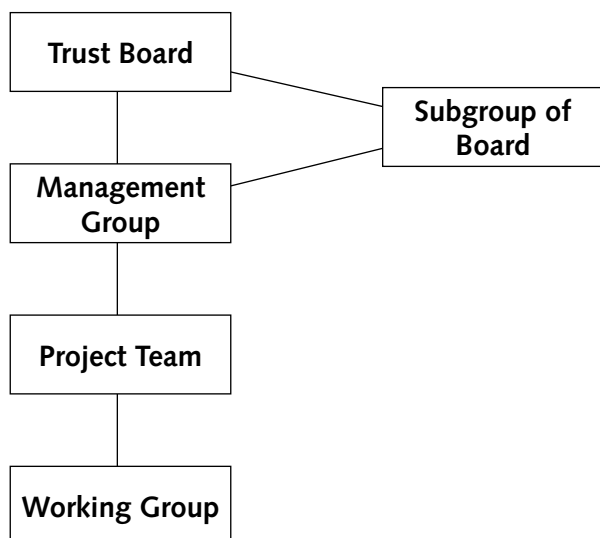 Trust Board
Subgroup of
Board
Management
Group
Project Team
Working Group